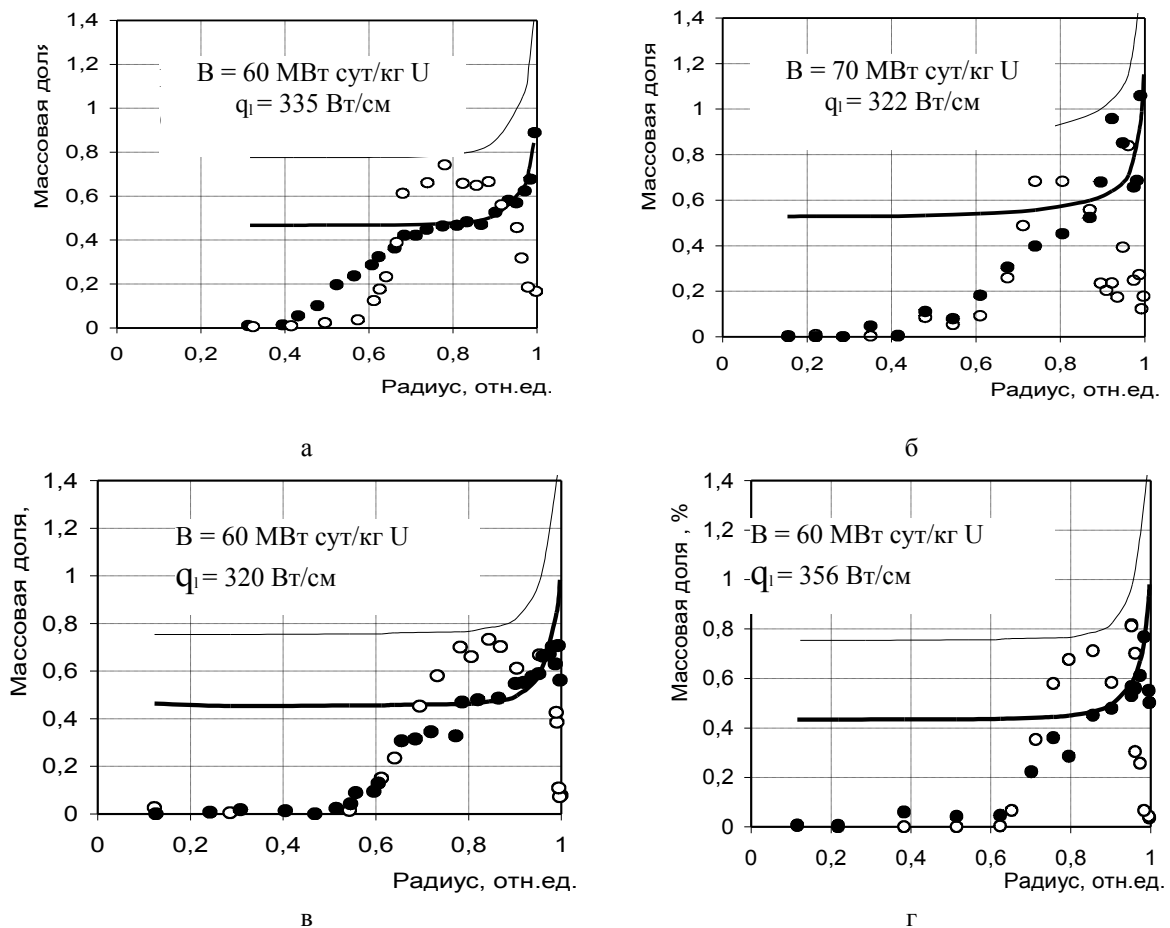 1,4
1,2
1
0,8
0,6
0,4
0,2
0
Массовая доля
B = 60 МВт сут/кг U
ql = 335 Вт/см
0 0,2 0,4 0,6 0,8 1
Радиус, отн.ед.
а
1,4
1,2
1
0,8
0,6
0,4
0,2
0
Массовая доля
B = 70 МВт сут/кг U
ql = 322 Вт/см
0 0,2 0,4 0,6 0,8 1
Радиус, отн.ед.
б
1,4
1,2
1
0,8
0,6
0,4
0,2
0
Массовая доля,
B = 60 МВт сут/кг U
ql = 320 Вт/см
0 0,2 0,4 0,6 0,8 1
Радиус, отн.ед.
в
1,4
1,2
1
0,8
0,6
0,4
0,2
0
Массовая доля , %
B = 60 МВт сут/кг U
ql = 356 Вт/см
0 0,2 0,4 0,6 0,8 1
Радиус, отн.ед.
г